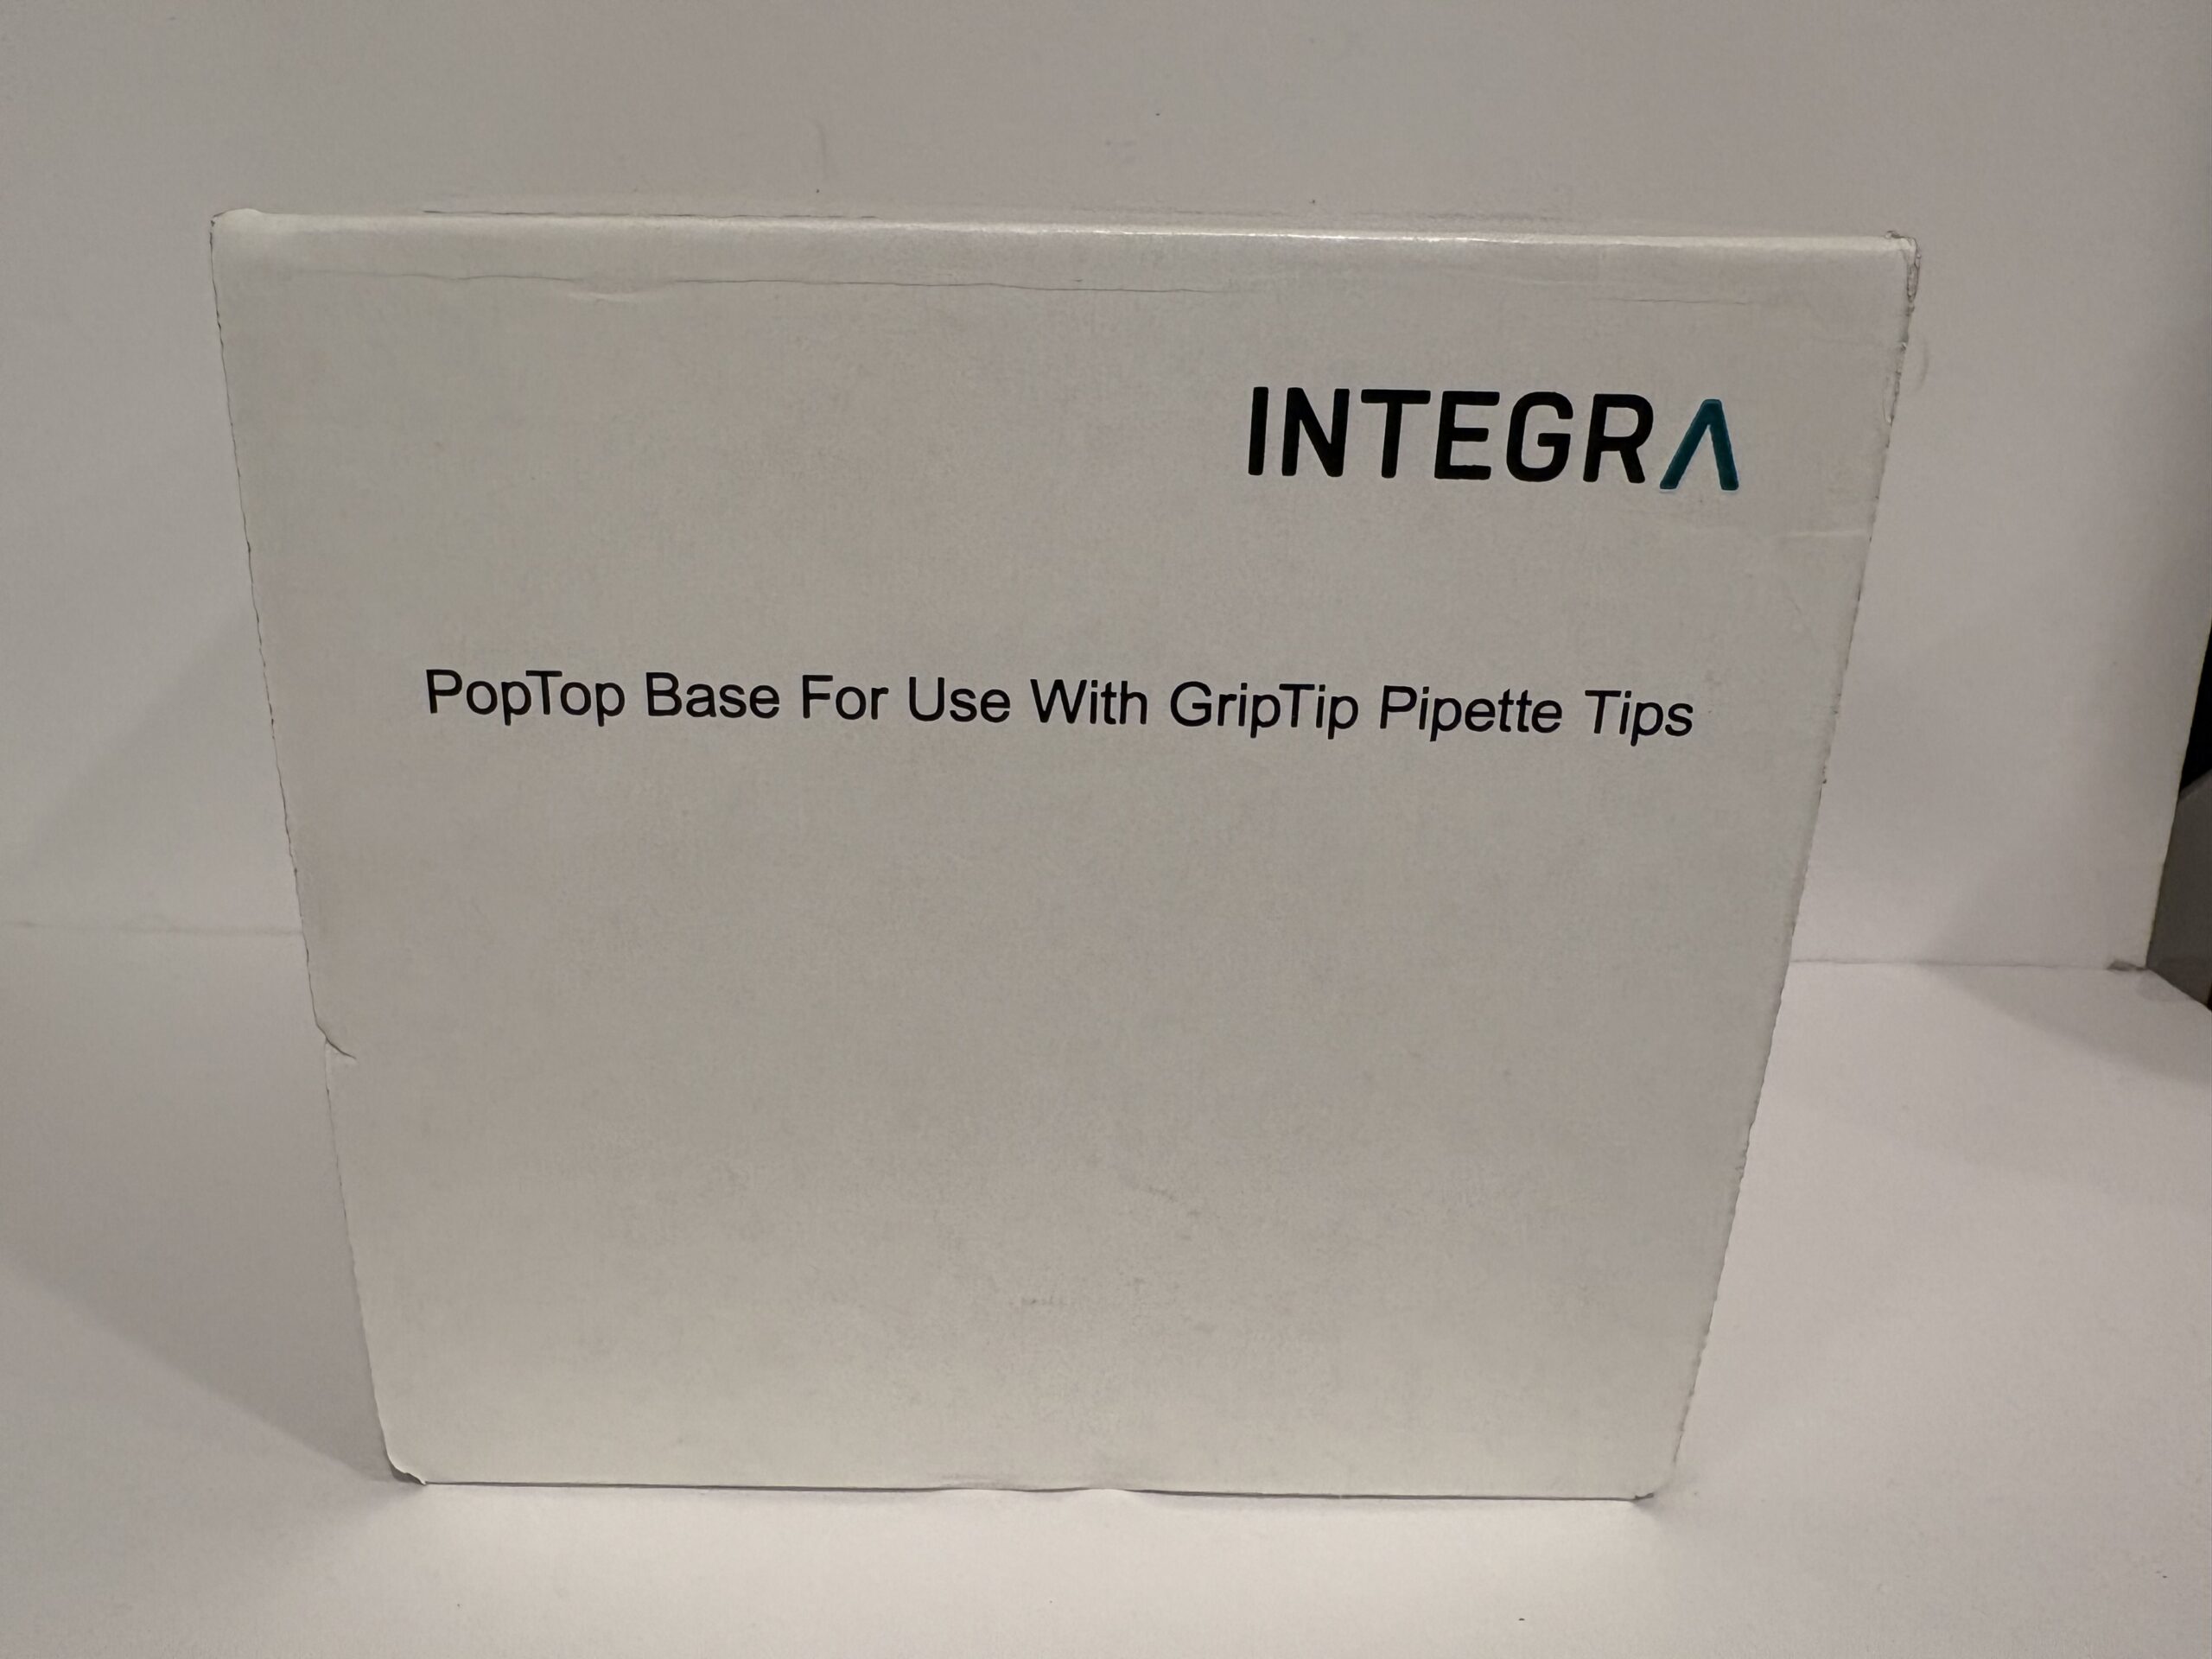 INTEGRA
PopTop Base For Use With GripTip Pipette Tips